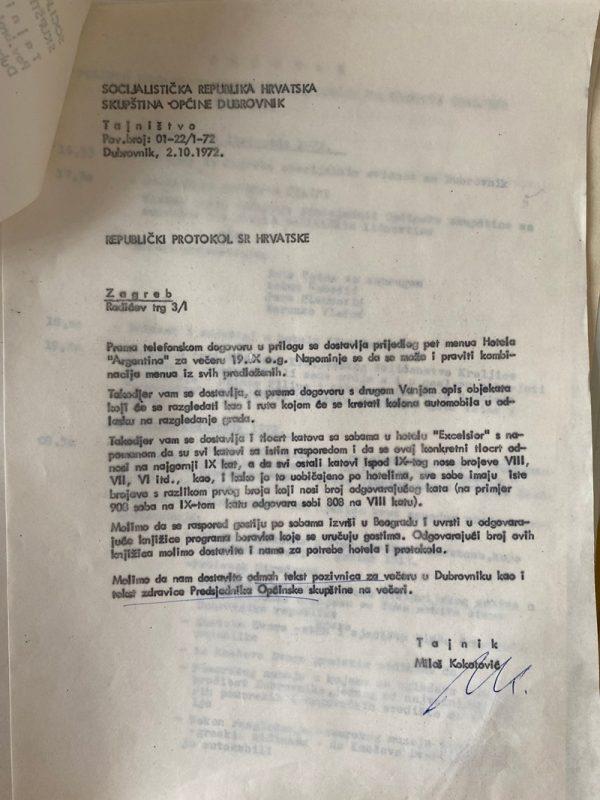 SOCIJALISTIČKA REPUBLIKA HRVATSKA
SKUPŠTINA OPĆINE DUBROVNIK
Tajništvo
Pov.broj: 01-22/1-72
Dubrovnik, 2.10.1972.
REPUBLIČKI PROTOKOL SR HRVATSKE
Zagreb
Radićev trg 3/I
Prema telefonskom dogovoru u prilogu se dostavlja prijedlog pet menua Hotela
"Argentina" za večeru 19..X o.g. Napominje se da se može i praviti kombi-
nacija menua iz svih predloženih.
Također vam se dostavlja, a prema dogovoru s drugom Vanjom opis objekata
koji će se razgledati kao i ruta kojom će se kretati kolona automobila u od-
lasku na razgledanje grada.
Takodjer vam se dostavlja i tlocrt katova sa sobama u hotelu "Excelsior" s na-
pomenom da su svi katovi sa istim rasporedom i da se ovaj konkretni tlocrt od-
nosi na najgornji IX kat, a da svi ostali katovi ispod IX-tog nose brojeve VIII,
VII, VI itd., kao, i kako je to uobičajeno po hotelima, sve sobe imaju iste
brojeve s razlikom prvog broja koji nosi broj odgovarajućeg kata (na primjer
908 soba na IX-tom katu odgovara sobi 808 na VIII katu).
Molimo da se raspored gostiju po sobama izvrši u Beogradu i uvrsti u odgovara-
juće knjižice programa boravka koje se uručuju gostima. Odgovarajući broj ovih
knjižica molimo dostavite i nama za potrebe hotela i protokola.
Molimo da nam dostavite odmah tekst pozivnica za večeru u Dubrovniku kao i
tekst zdravice Predsjednika Općinske skupštine na večeri.
Tajnik
Miloš Kokotović